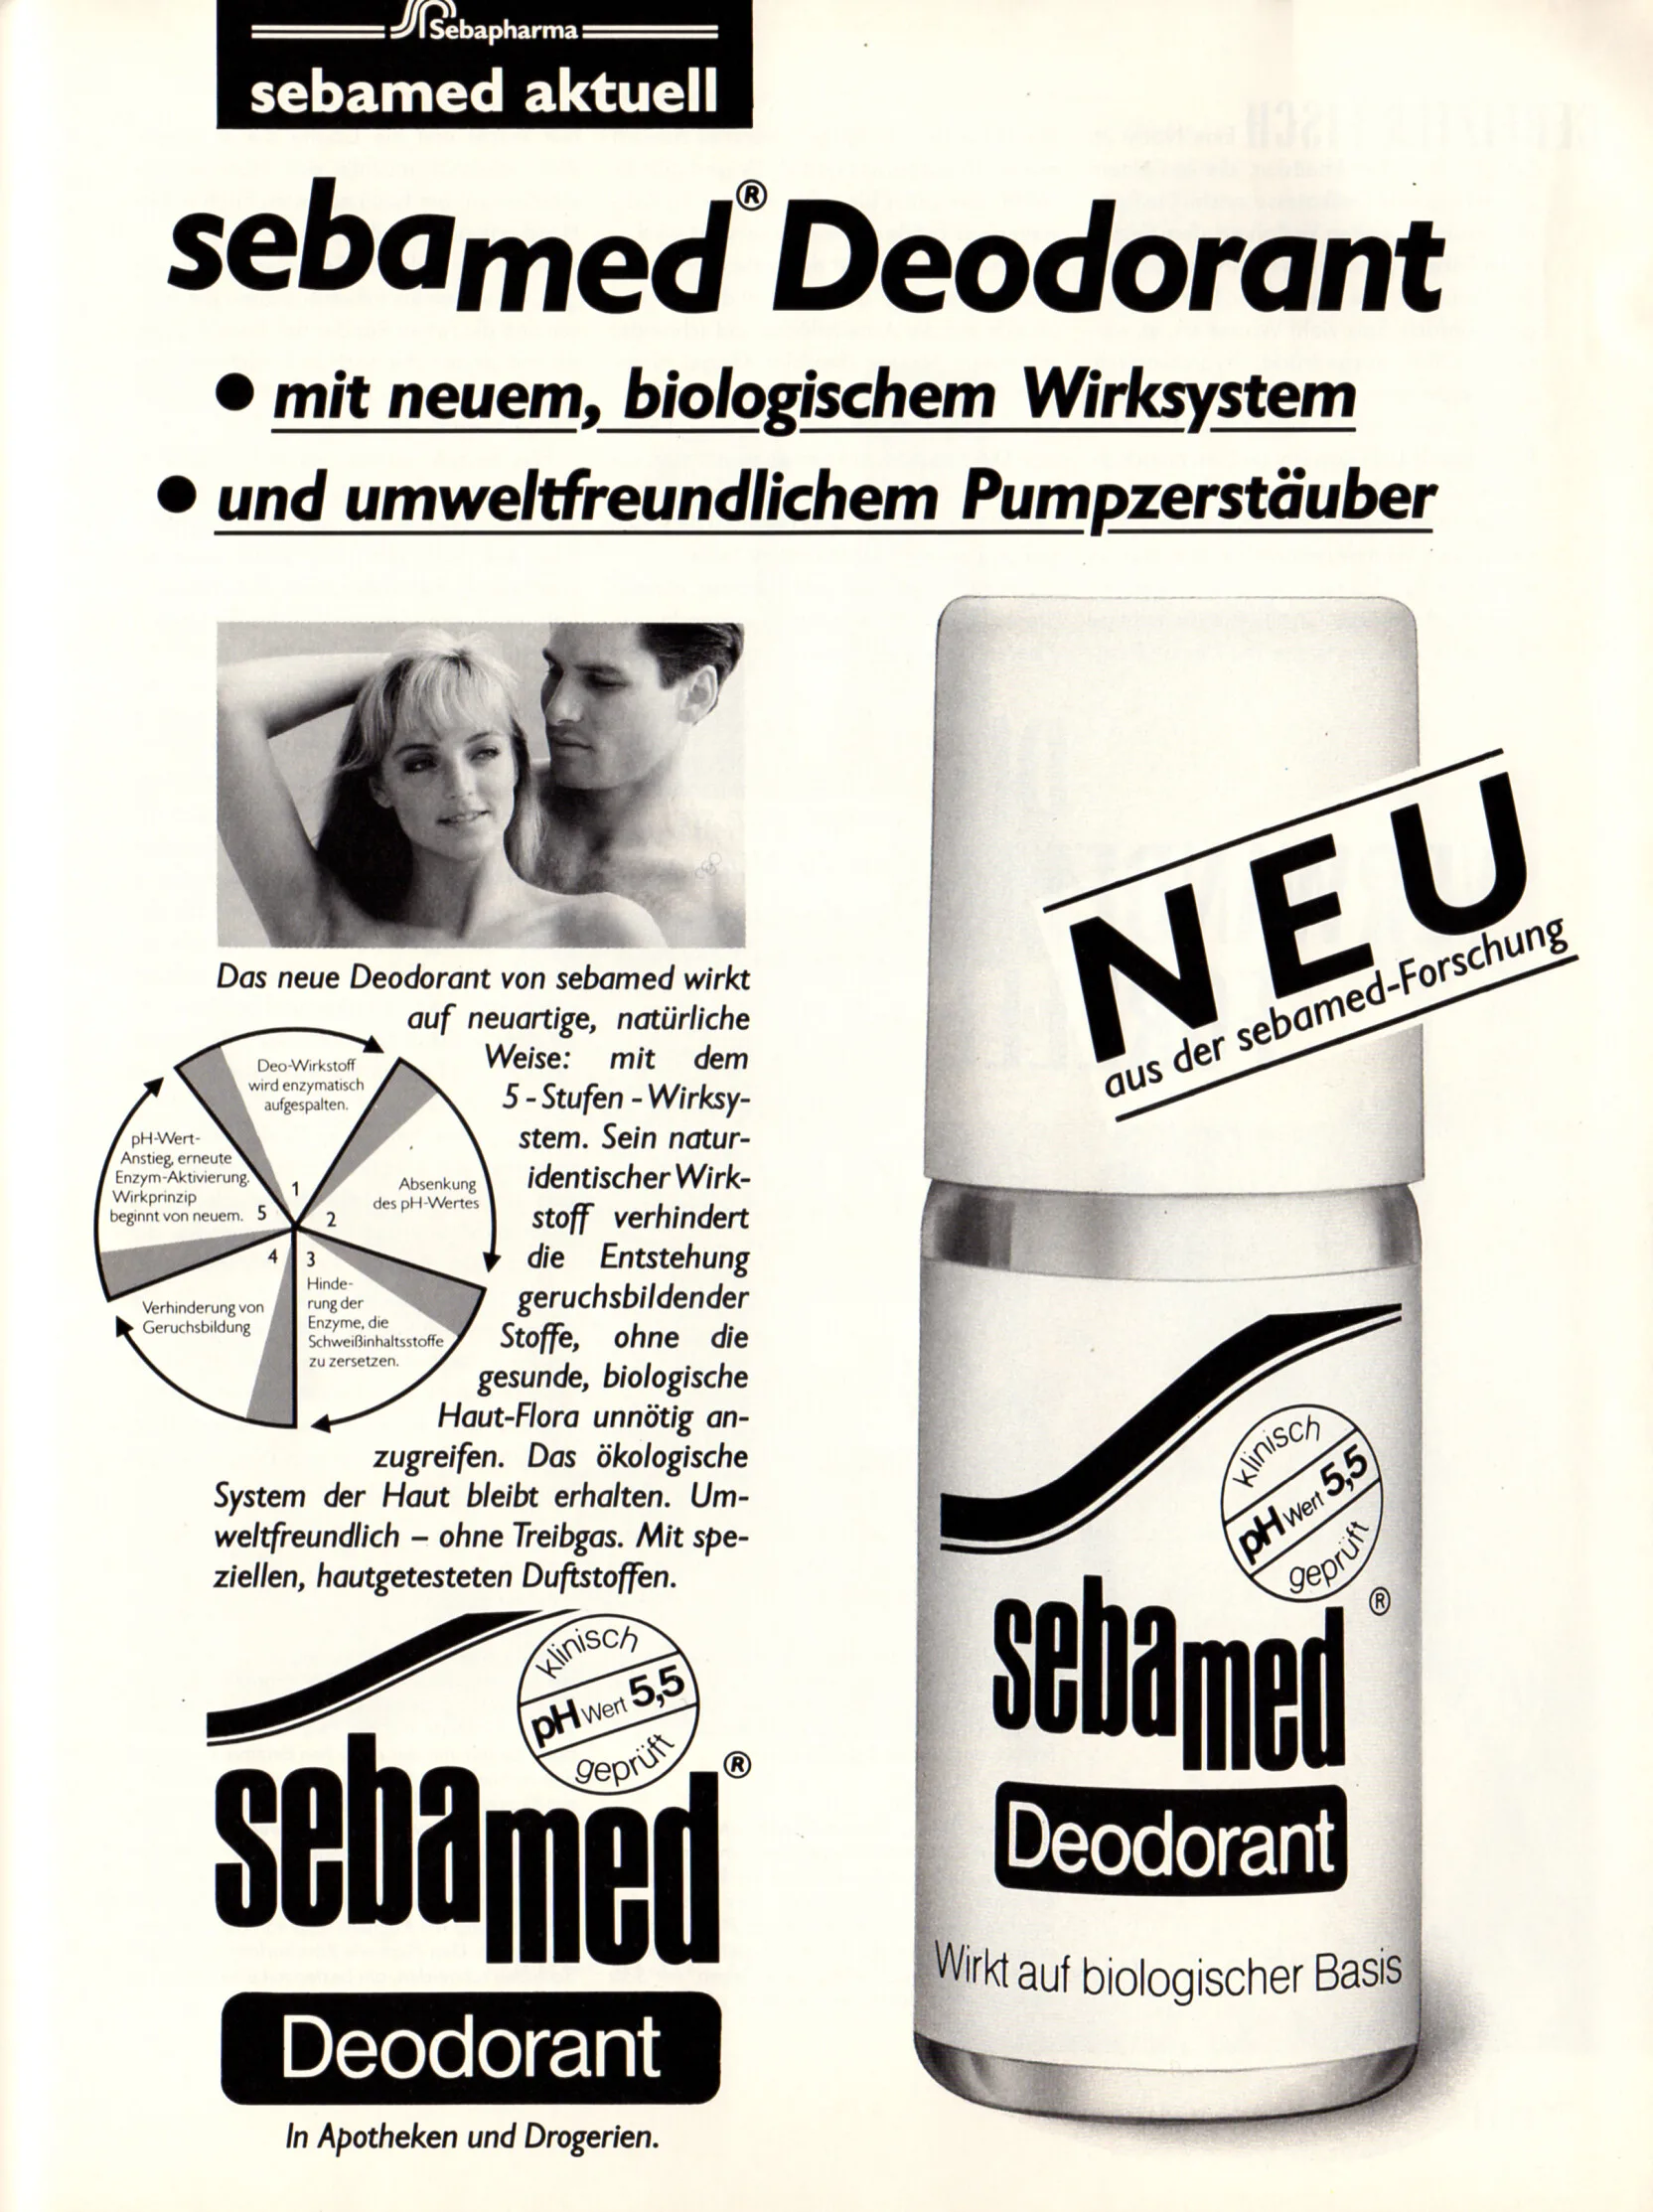 Sebapharma
sebamed aktuell
sebamed® Deodorant
● mit neuem, biologischem Wirksystem
● und umweltfreundlichem Pumpzerstäuber
NEU
aus der sebamed-Forschung
Das neue Deodorant von sebamed wirkt
auf neuartige, natürliche
Weise: mit dem
5-Stufen-Wirksy-
stem. Sein natur-
identischer Wirk-
stoff verhindert
die Entstehung
geruchsbildender
Stoffe, ohne die
gesunde, biologische
Haut-Flora unnötig an-
zugreifen. Das ökologische
System der Haut bleibt erhalten. Um-
weltfreundlich – ohne Treibgas. Mit spe-
ziellen, hautgetesteten Duftstoffen.
Deo-Wirkstoff
wird enzymatisch
aufgespalten.
1
Absenkung
des pH-Wertes
2
3
Hinde-
rung der
Enzyme, die
Schweißinhaltsstoffe
zu zersetzen.
4
Verhinderung von
Geruchsbildung
pH-Wert-
Anstieg, erneute
Enzym-Aktivierung.
Wirkprinzip
beginnt von neuem. 5
klinisch
pH Wert 5,5
geprüft
sebamed®
Deodorant
In Apotheken und Drogerien.
klinisch
pH Wert 5,5
geprüft
sebamed®
Deodorant
Wirkt auf biologischer Basis